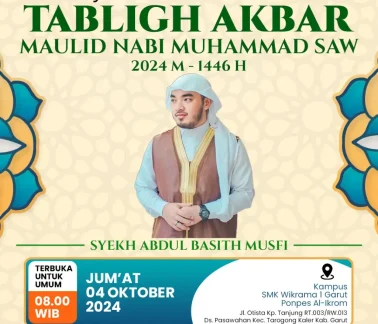 TABLIGH AKBAR
MAULID NABI MUHAMMAD SAW
2024 M - 1446 H
SYEKH ABDUL BASITH MUSFI
TERBUKA
UNTUK
UMUM
08.00
WIB
JUM'AT
04 OKTOBER
2024
Kampus
SMK Wikrama 1 Garut
Ponpes Al-Ikrom
Jl. Otista Kp. Tanjung RT.003/RW.013
Ds. Pasawahan Kec. Tarogong Kaler Kab. Garut